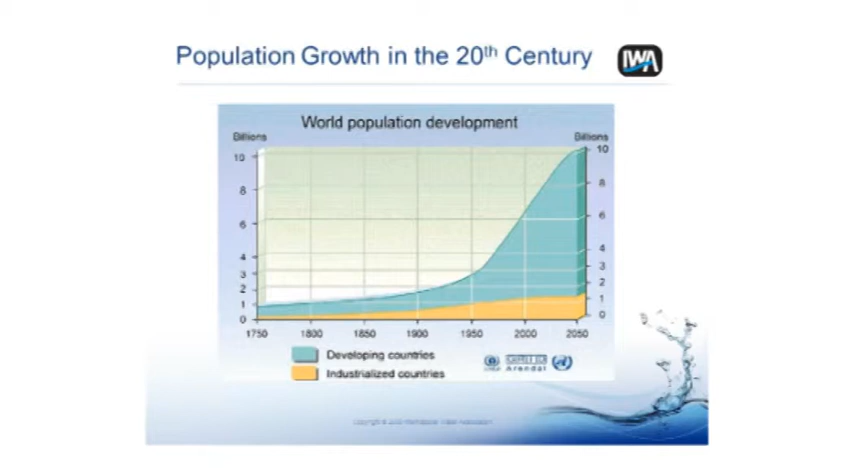 Population Growth in the 20th Century
IWA
World population development
Billions
Billions
10
8
6
4
3
2
1
0
10
8
6
4
3
2
1
0
1750 1800 1850 1900 1950 2000 2050
Developing countries
Industrialized countries
Arendal